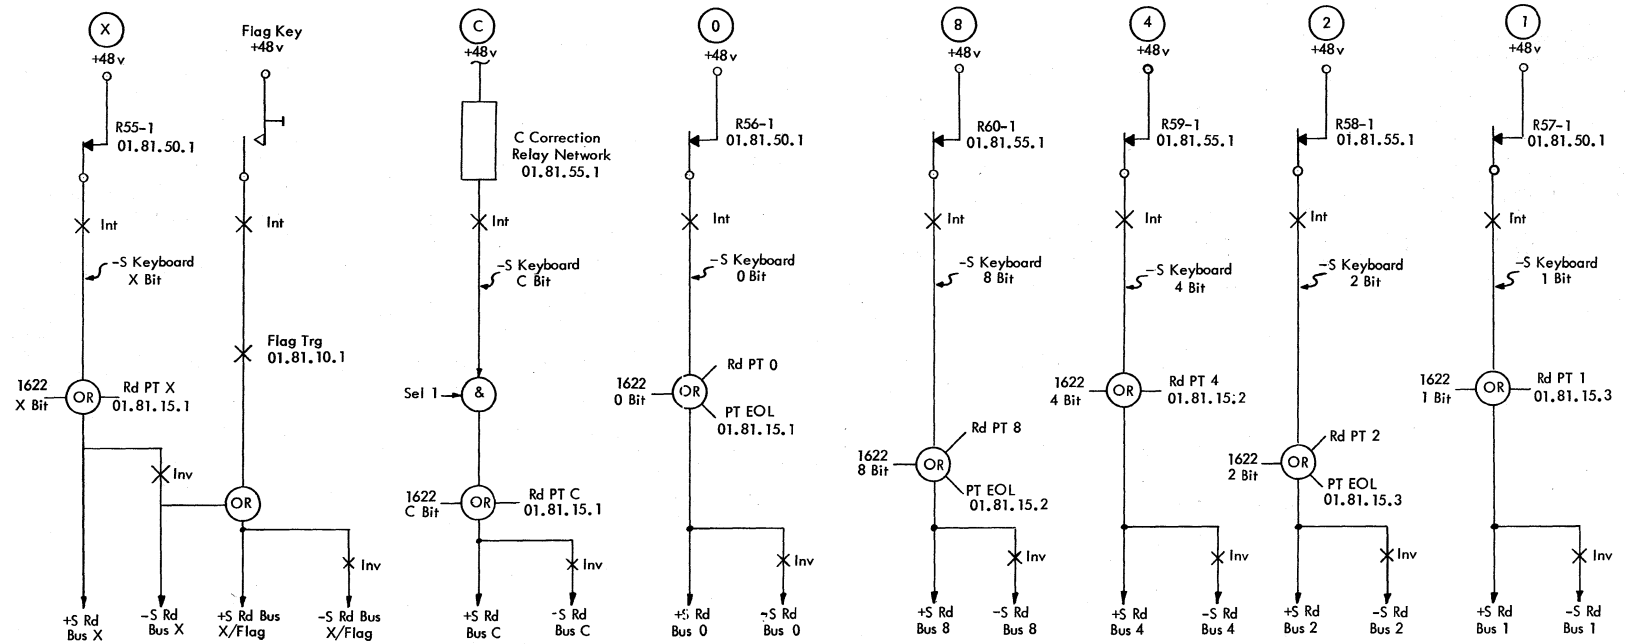 X
+48v
R55-1
01.81.50.1
Int
-S Keyboard
X Bit
1622
X Bit
OR
Rd PT X
01.81.15.1
Inv
+S Rd
Bus X
-S Rd
Bus X
Flag Key
+48v
Int
Flag Trg
01.81.10.1
OR
Inv
+S Rd Bus
X/Flag
-S Rd Bus
X/Flag
C
+48v
C Correction
Relay Network
01.81.55.1
Int
-S Keyboard
C Bit
Sel 1
&
1622
C Bit
OR
Rd PT C
01.81.15.1
Inv
+S Rd
Bus C
-S Rd
Bus C
0
+48v
R56-1
01.81.50.1
Int
-S Keyboard
0 Bit
Rd PT 0
1622
0 Bit
OR
PT EOL
01.81.15.1
Inv
+S Rd
Bus 0
-S Rd
Bus 0
8
+48v
R60-1
01.81.55.1
Int
-S Keyboard
8 Bit
Rd PT 8
1622
8 Bit
OR
PT EOL
01.81.15.2
Inv
+S Rd
Bus 8
-S Rd
Bus 8
4
+48v
R59-1
01.81.55.1
Int
-S Keyboard
4 Bit
1622
4 Bit
OR
Rd PT 4
01.81.15.2
Inv
+S Rd
Bus 4
-S Rd
Bus 4
2
+48v
R58-1
01.81.55.1
Int
-S Keyboard
2 Bit
Rd PT 2
1622
2 Bit
OR
PT EOL
01.81.15.3
Inv
+S Rd
Bus 2
-S Rd
Bus 2
1
+48v
R57-1
01.81.50.1
Int
-S Keyboard
1 Bit
1622
1 Bit
OR
Rd PT 1
01.81.15.3
Inv
+S Rd
Bus 1
-S Rd
Bus 1